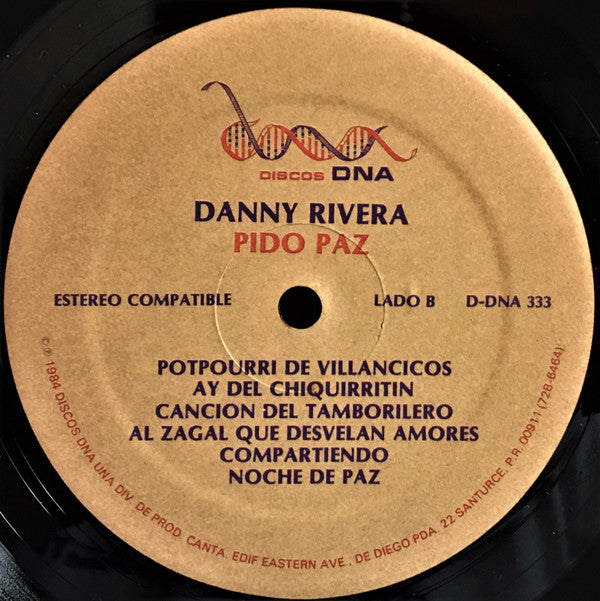 DISCOS DNA
DANNY RIVERA
PIDO PAZ
ESTEREO COMPATIBLE LADO B D-DNA 333
POTPOURRI DE VILLANCICOS
AY DEL CHIQUIRRITIN
CANCION DEL TAMBORILERO
AL ZAGAL QUE DESVELAN AMORES
COMPARTIENDO
NOCHE DE PAZ
©℗ 1984 DISCOS DNA UNA DIV. DE PROD. CANTA. EDIF EASTERN AVE., DE DIEGO PDA. 22 SANTURCE, P.R. 00911 (728-6464)